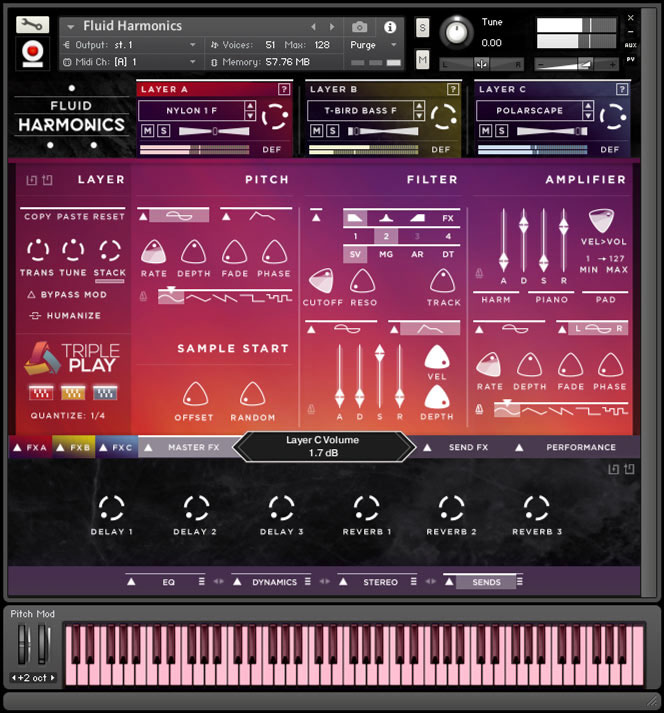 Fluid Harmonics
Output: st. 1
Voices: 51 Max: 128
Purge
Midi Ch: [A] 1
Memory: 57.76 MB
S
M
Tune
0.00
L R
AUX
PV
FLUID
HARMONICS
LAYER A ?
NYLON 1 F
M S
DEF
LAYER B ?
T-BIRD BASS F
M S
DEF
LAYER C ?
POLARSCAPE
M S
DEF
LAYER
COPY PASTE RESET
TRANS TUNE STACK
BYPASS MOD
HUMANIZE
TRIPLE
PLAY
QUANTIZE: 1/4
PITCH
RATE DEPTH FADE PHASE
SAMPLE START
OFFSET RANDOM
FILTER
FX
1 2 3 4
SV MG AR DT
CUTOFF RESO TRACK
A D S R
VEL
DEPTH
AMPLIFIER
A D S R
VEL>VOL
1 →127
MIN MAX
HARM PIANO PAD
L R
RATE DEPTH FADE PHASE
FX A FX B FX C MASTER FX
Layer C Volume
1.7 dB
SEND FX PERFORMANCE
DELAY 1 DELAY 2 DELAY 3 REVERB 1 REVERB 2 REVERB 3
EQ DYNAMICS STEREO SENDS
Pitch Mod
+2 oct